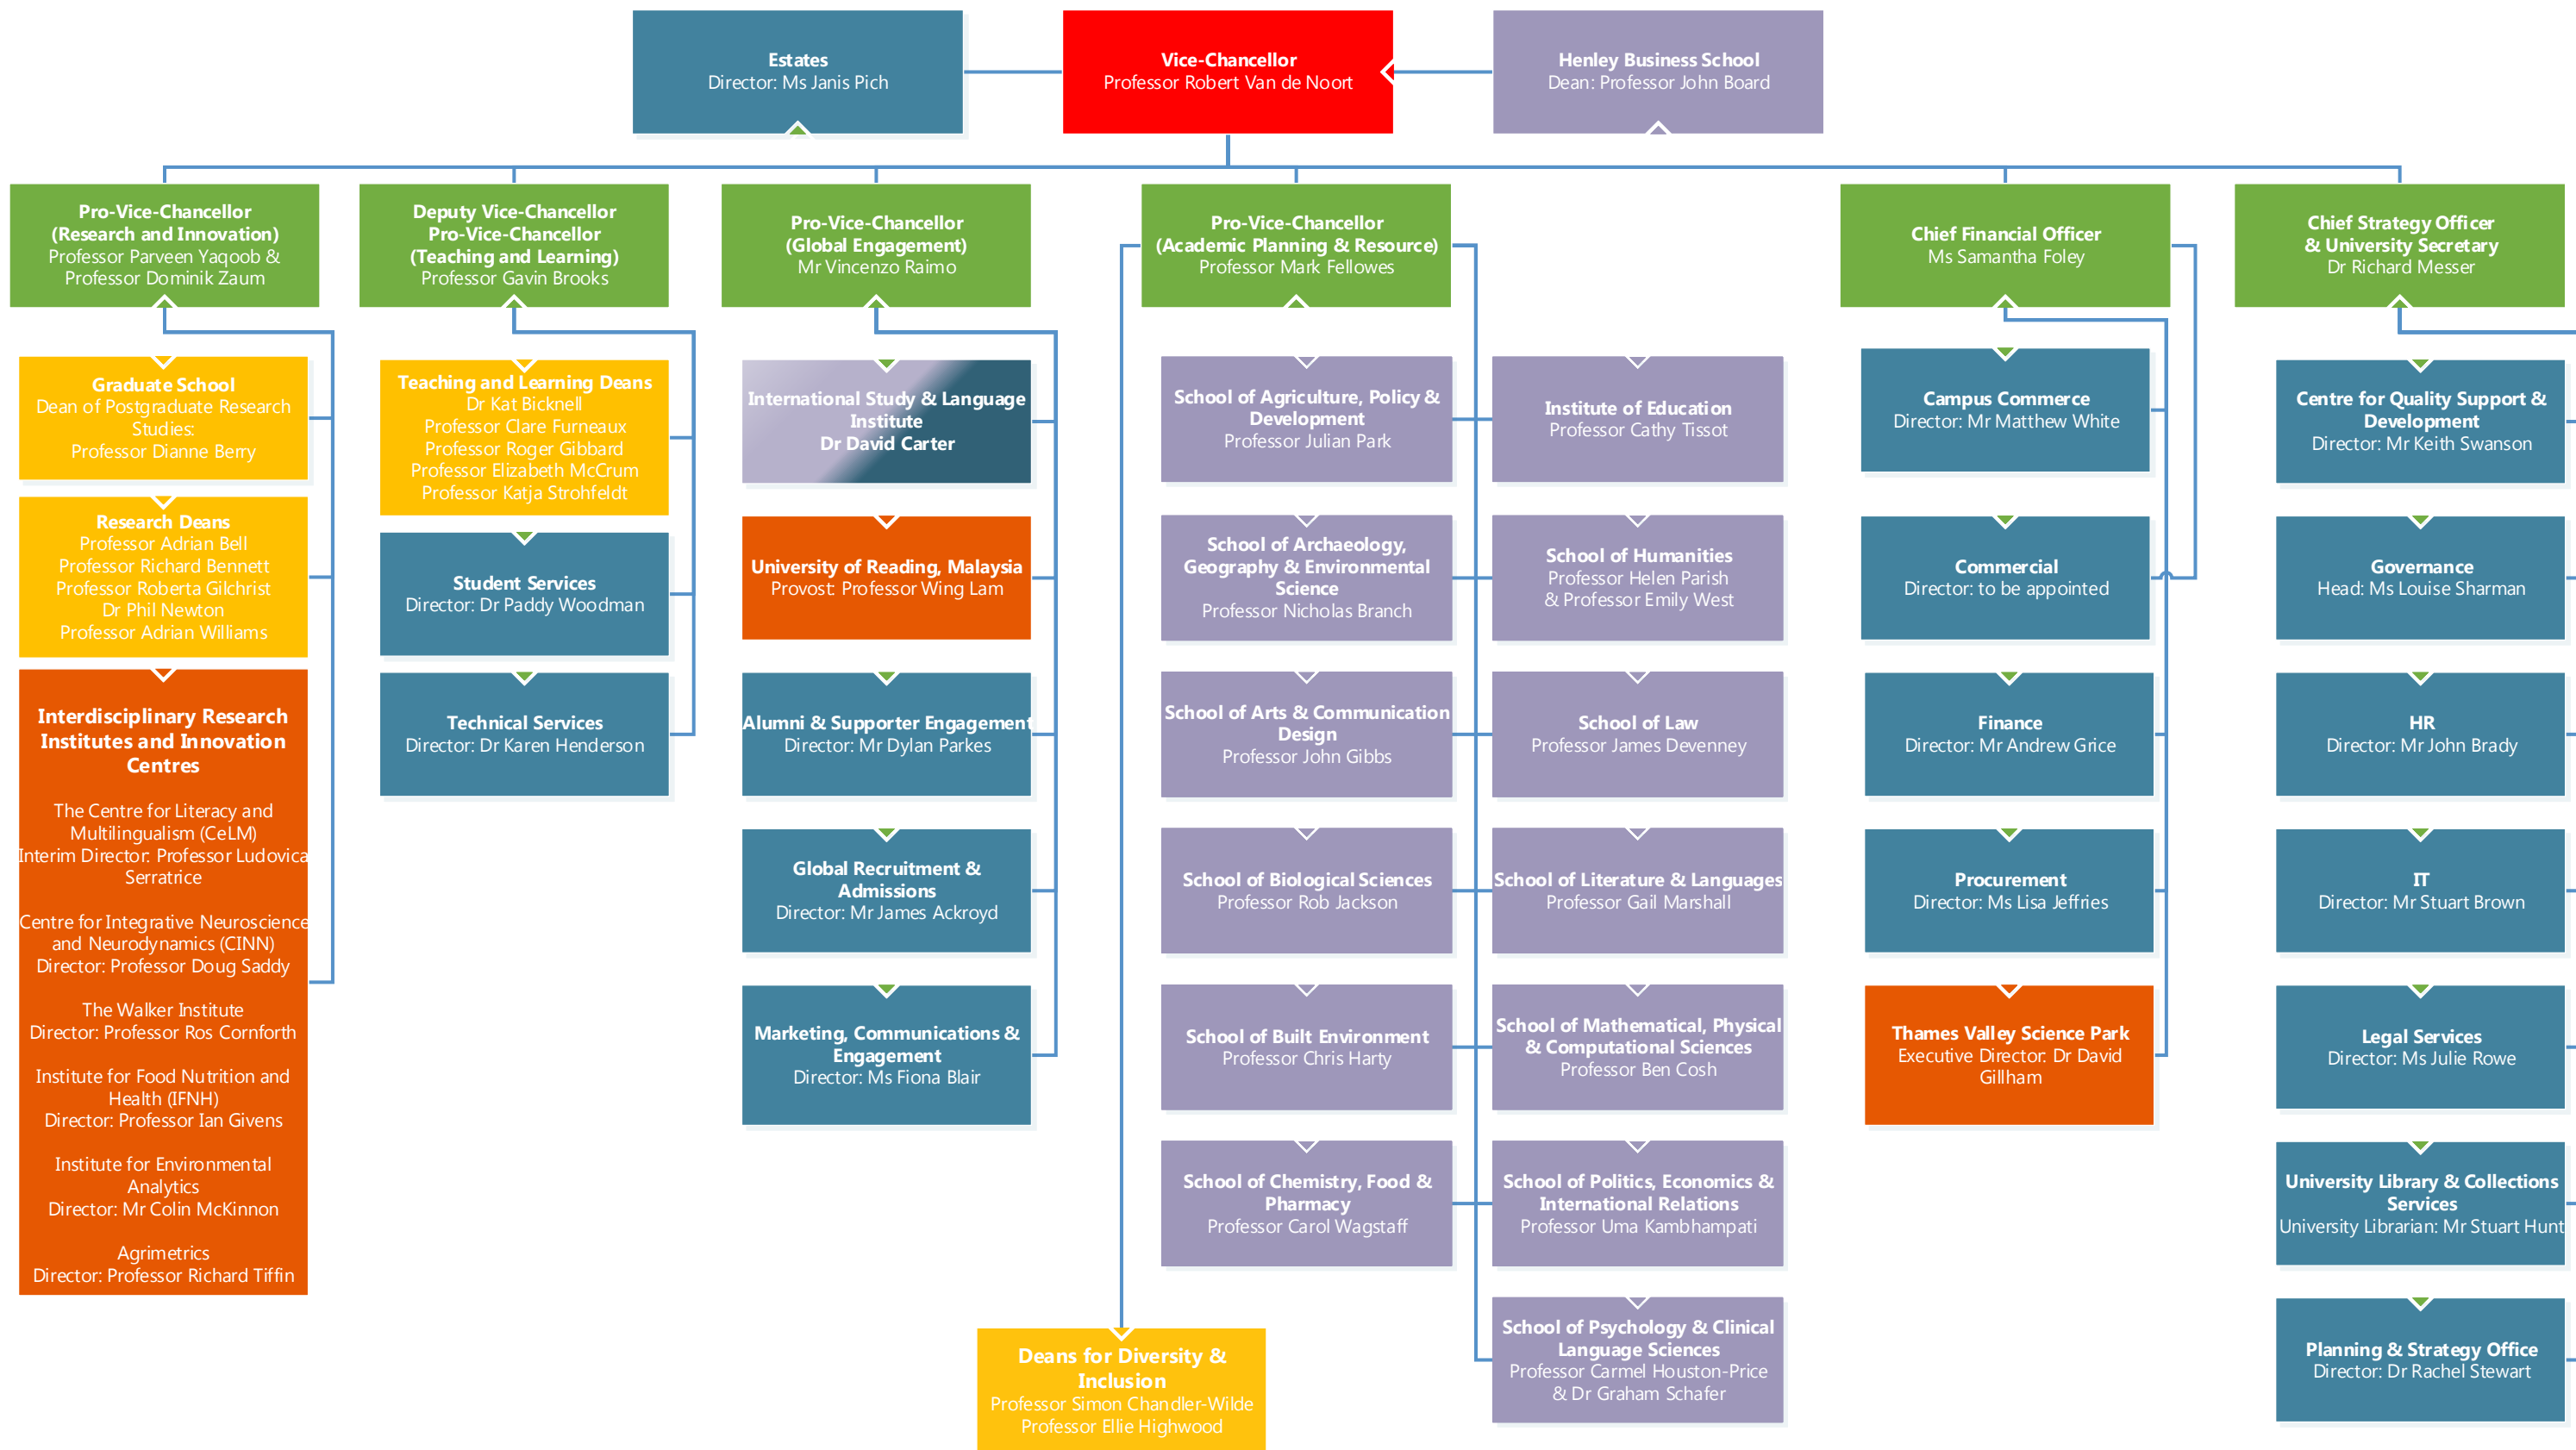 Estates
Director: Ms Janis Pich
Vice-Chancellor
Professor Robert Van de Noort
Henley Business School
Dean: Professor John Board
Pro-Vice-Chancellor
(Research and Innovation)
Professor Parveen Yaqoob &
Professor Dominik Zaum
Deputy Vice-Chancellor
Pro-Vice-Chancellor
(Teaching and Learning)
Professor Gavin Brooks
Pro-Vice-Chancellor
(Global Engagement)
Mr Vincenzo Raimo
Pro-Vice-Chancellor
(Academic Planning & Resource)
Professor Mark Fellowes
Chief Financial Officer
Ms Samantha Foley
Chief Strategy Officer
& University Secretary
Dr Richard Messer
Graduate School
Dean of Postgraduate Research
Studies:
Professor Dianne Berry
Research Deans
Professor Adrian Bell
Professor Richard Bennett
Professor Roberta Gilchrist
Dr Phil Newton
Professor Adrian Williams
Interdisciplinary Research
Institutes and Innovation
Centres
The Centre for Literacy and
Multilingualism (CeLM)
Interim Director: Professor Ludovica
Serratrice
Centre for Integrative Neuroscience
and Neurodynamics (CINN)
Director: Professor Doug Saddy
The Walker Institute
Director: Professor Ros Cornforth
Institute for Food Nutrition and
Health (IFNH)
Director: Professor Ian Givens
Institute for Environmental
Analytics
Director: Mr Colin McKinnon
Agrimetrics
Director: Professor Richard Tiffin
Teaching and Learning Deans
Dr Kat Bicknell
Professor Clare Furneaux
Professor Roger Gibbard
Professor Elizabeth McCrum
Professor Katja Strohfeldt
Student Services
Director: Dr Paddy Woodman
Technical Services
Director: Dr Karen Henderson
International Study & Language
Institute
Dr David Carter
University of Reading, Malaysia
Provost: Professor Wing Lam
Alumni & Supporter Engagement
Director: Mr Dylan Parkes
Global Recruitment &
Admissions
Director: Mr James Ackroyd
Marketing, Communications &
Engagement
Director: Ms Fiona Blair
School of Agriculture, Policy &
Development
Professor Julian Park
School of Archaeology,
Geography & Environmental
Science
Professor Nicholas Branch
School of Arts & Communication
Design
Professor John Gibbs
School of Biological Sciences
Professor Rob Jackson
School of Built Environment
Professor Chris Harty
School of Chemistry, Food &
Pharmacy
Professor Carol Wagstaff
Deans for Diversity &
Inclusion
Professor Simon Chandler-Wilde
Professor Ellie Highwood
Institute of Education
Professor Cathy Tissot
School of Humanities
Professor Helen Parish
& Professor Emily West
School of Law
Professor James Devenney
School of Literature & Languages
Professor Gail Marshall
School of Mathematical, Physical
& Computational Sciences
Professor Ben Cosh
School of Politics, Economics &
International Relations
Professor Uma Kambhampati
School of Psychology & Clinical
Language Sciences
Professor Carmel Houston-Price
& Dr Graham Schafer
Campus Commerce
Director: Mr Matthew White
Commercial
Director: to be appointed
Finance
Director: Mr Andrew Grice
Procurement
Director: Ms Lisa Jeffries
Thames Valley Science Park
Executive Director: Dr David
Gillham
Centre for Quality Support &
Development
Director: Mr Keith Swanson
Governance
Head: Ms Louise Sharman
HR
Director: Mr John Brady
IT
Director: Mr Stuart Brown
Legal Services
Director: Ms Julie Rowe
University Library & Collections
Services
University Librarian: Mr Stuart Hunt
Planning & Strategy Office
Director: Dr Rachel Stewart